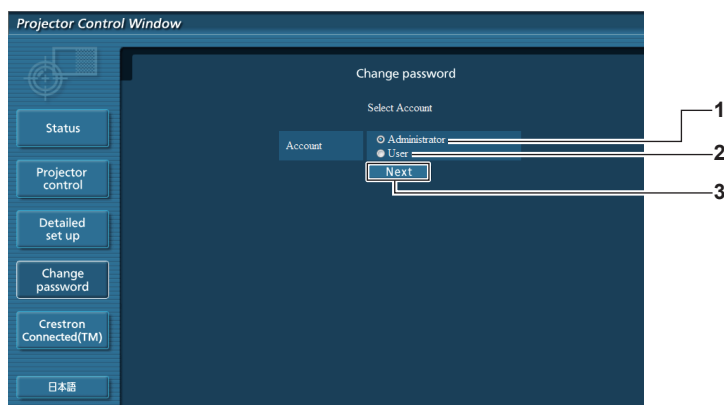 Projector Control Window
Change password
Select Account
Account
Administrator
User
Next
Status
Projector
control
Detailed
set up
Change
password
Crestron
Connected(TM)
日本語
1
2
3